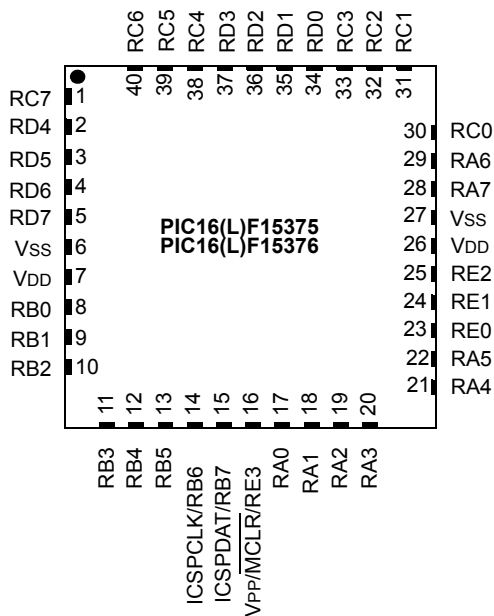 RC6
RC5
RC4
RD3
RD2
RD1
RD0
RC3
RC2
RC1
40
39
38
37
36
35
34
33
32
31
RC7 1
RD4 2
RD5 3
RD6 4
RD7 5
VSS 6
VDD 7
RB0 8
RB1 9
RB2 10
PIC16(L)F15375
PIC16(L)F15376
30 RC0
29 RA6
28 RA7
27 VSS
26 VDD
25 RE2
24 RE1
23 RE0
22 RA5
21 RA4
11
12
13
14
15
16
17
18
19
20
RB3
RB4
RB5
ICSPCLK/RB6
ICSPDAT/RB7
VPP/MCLR/RE3
RA0
RA1
RA2
RA3